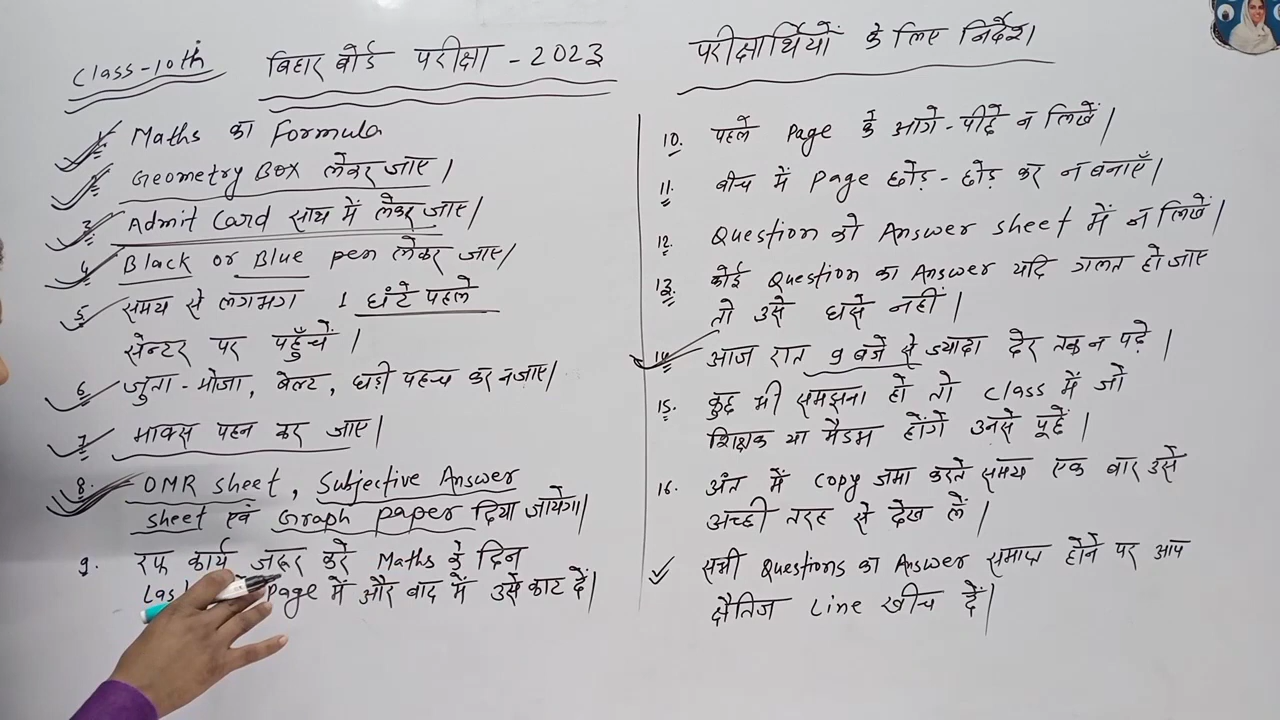 Class-10th बिहार बोर्ड परीक्षा - 2023
1. Maths का Formula
2. Geometry Box लेकर जाए।
3. Admit Card साथ में लेकर जाए।
4. Black or Blue pen लेकर जाए।
5. समय से लगभग 1 घंटे पहले
सेन्टर पर पहुँचें।
6. जुता-मोजा, बेल्ट, घड़ी पहन कर न जाए।
7. मास्क पहन कर जाए।
8. OMR sheet, Subjective Answer
sheet एवं Graph paper दिया जायेगा।
9. रफ कार्य जरूर करे Maths के दिन
Page में और बाद में उसे काट दें।
परीक्षार्थियों के लिए निर्देश।
10. पहले Page के आगे-पीछे न लिखें।
11. बीच में Page छोड़-छोड़ कर न बनाएँ।
12. Question को Answer sheet में न लिखें।
13. कोई Question का Answer यदि गलत हो जाए
तो उसे घसे नहीं।
14. आज रात 9 बजे से ज्यादा देर तक न पढ़े।
15. कुछ भी समझना हो तो class में जो
शिक्षक या मैडम होंगे उनसे पूछें।
16. अंत में copy जमा करते समय एक बार उसे
अच्छी तरह से देख लें।
सभी Questions का Answer समाप्त होने पर आप
क्षैतिज Line खीच दें।